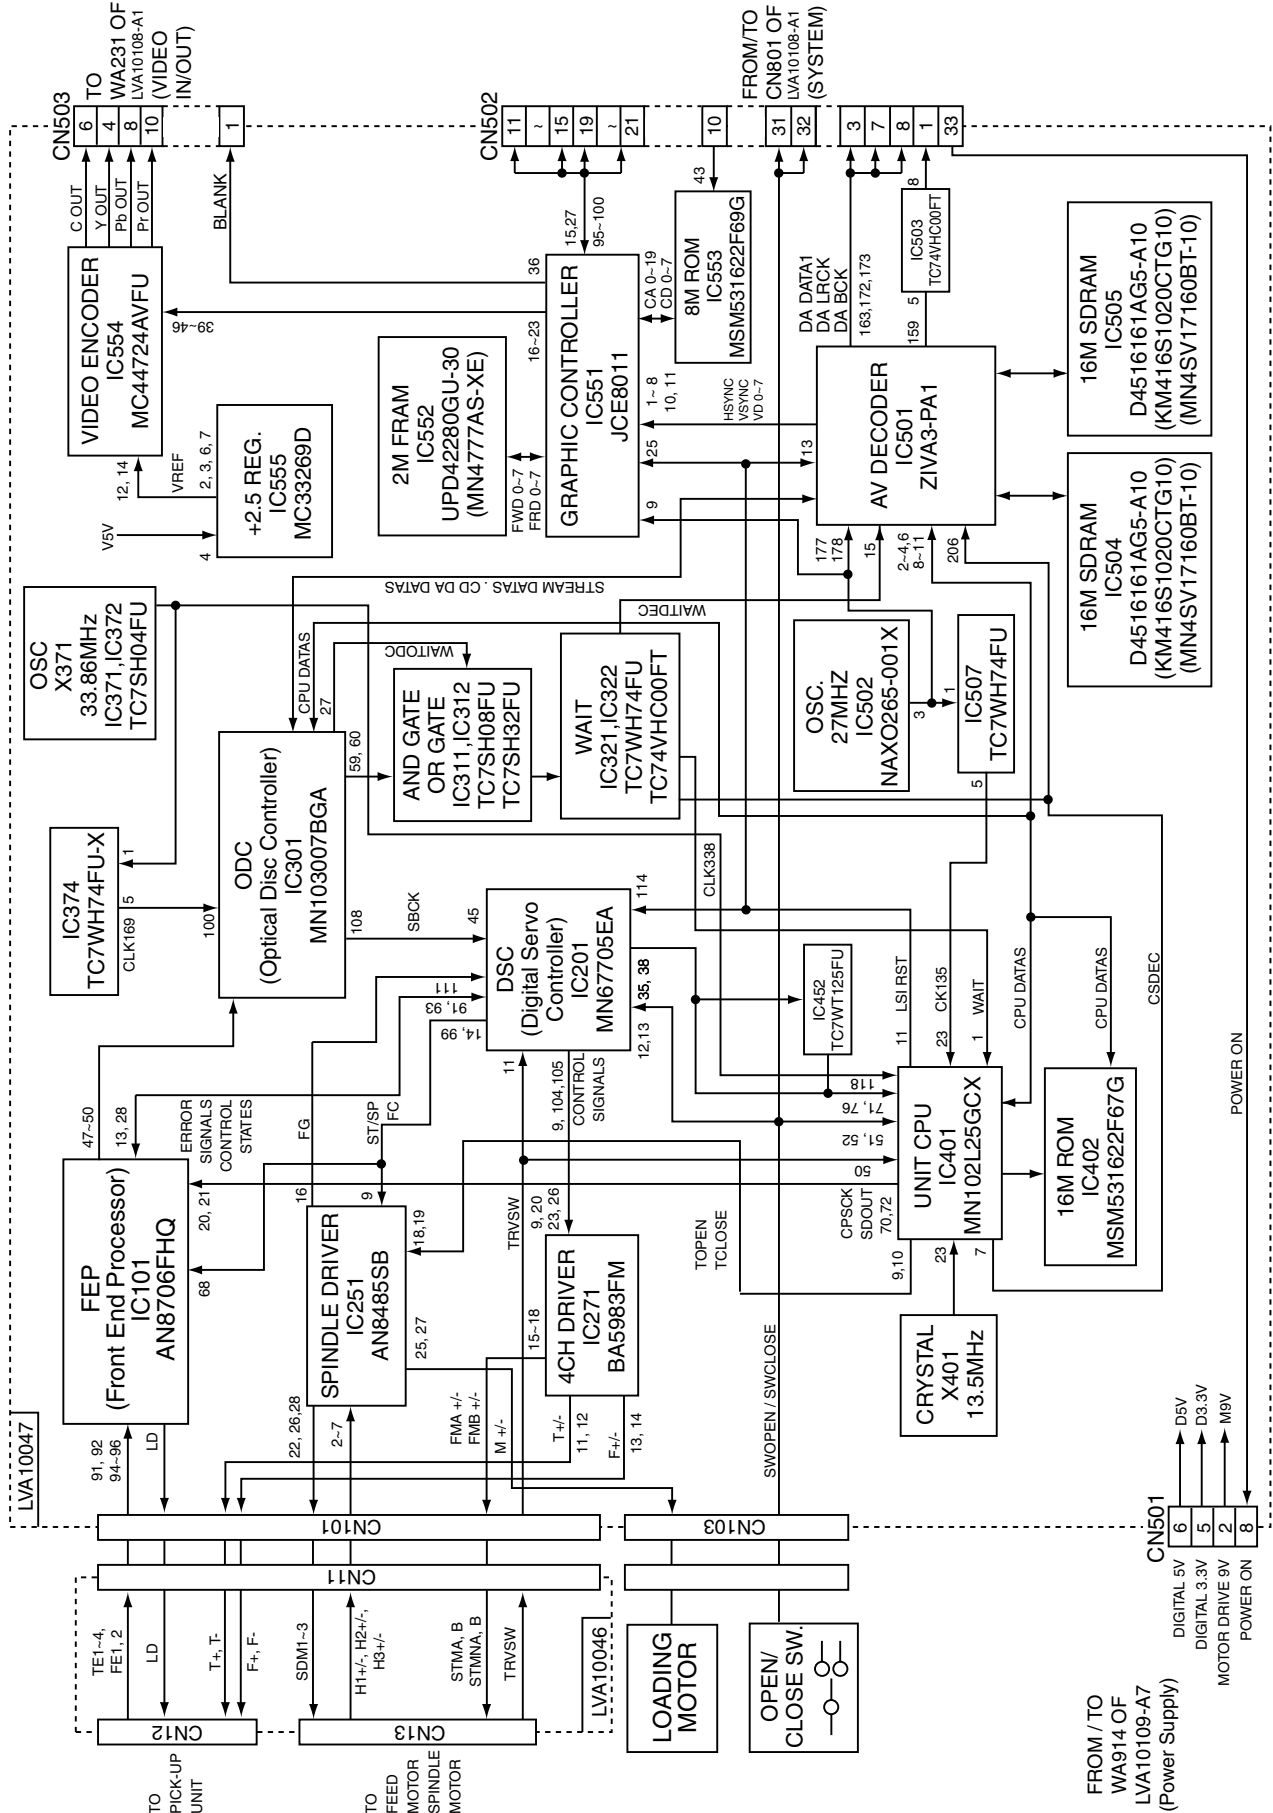 LVA10047
FEP
(Front End Processor)
IC101
AN8706FHQ
91, 92
94~96
LD
47~50
13, 28
ERROR
SIGNALS
CONTROL
STATES
20, 21
68
IC374
TC7WH74FU-X
1
5
CLK169
100
OSC
X371
33.86MHz
IC371,IC372
TC7SH04FU
ODC
(Optical Disc Controller)
IC301
MN103007BGA
CPU DATAS
27
WAITODC
59, 60
108
SBCK
STREAM DATAS . CD DA DATAS
V5V
4
+2.5 REG.
IC555
MC33269D
2, 3, 6, 7
VREF
12, 14
VIDEO ENCODER
IC554
MC44724AVFU
39~46
C OUT
Y OUT
Pb OUT
Pr OUT
BLANK
CN503
6
4
8
10
1
TO
WA231 OF
LVA10108-A1
(VIDEO
IN/OUT)
SPINDLE DRIVER
IC251
AN8485SB
22, 26,28
2~7
16
FG
9
ST/SP
FC
18,19
25, 27
AND GATE
OR GATE
IC311,IC312
TC7SH08FU
TC7SH32FU
2M FRAM
IC552
UPD42280GU-30
(MN4777AS-XE)
FWD 0~7
FRD 0~7
GRAPHIC CONTROLLER
IC551
JCE8011
36
16~23
15,27
95~100
CA 0~19
CD 0~7
1~ 8
10, 11
25
9
8M ROM
IC553
MSM531622F69G
43
CN502
11
~
15
19
~
21
10
31
32
3
7
8
1
33
FROM/TO
CN801 OF
LVA10108-A1
(SYSTEM)
DSC
(Digital Servo
Controller)
IC201
MN67705EA
45
111
91, 93
14, 99
11
9, 104,105
CONTROL
SIGNALS
12,13
35, 38
114
CLK338
WAIT
IC321,IC322
TC7WH74FU
TC74VHC00FT
WAITDEC
4CH DRIVER
IC271
BA5983FM
9, 20
23, 26
15~18
FMA +/-
FMB +/-
M +/-
T+/-
11, 12
F+/-
13, 14
TRVSW
TOPEN
TCLOSE
SWOPEN / SWCLOSE
IC452
TC7WT125FU
OSC.
27MHZ
IC502
NAXO265-001X
3
1
IC507
TC7WH74FU
5
AV DECODER
IC501
ZIVA3-PA1
HSYNC
VSYNC
VD 0~7
13
DA DATA1
DA LRCK
DA BCK
163,172,173
159
5
IC503
TC74VHC00FT
8
177
178
15
2~4,6
8~11
206
16M SDRAM
IC504
D4516161AG5-A10
(KM416S1020CTG10)
(MN4SV17160BT-10)
16M SDRAM
IC505
D4516161AG5-A10
(KM416S1020CTG10)
(MN4SV17160BT-10)
UNIT CPU
IC401
MN102L25GCX
118
71, 76
51, 52
50
CPSCK
SDOUT
70,72
9,10
23
7
11
LSI RST
23
CK135
1
WAIT
CPU DATAS
CPU DATAS
CSDEC
16M ROM
IC402
MSM531622F67G
CRYSTAL
X401
13.5MHz
POWER ON
CN101
CN103
CN11
LVA10046
TE1~4,
FE1, 2
LD
T+, T-
F+, F-
SDM1~3
H1+/-, H2+/-,
H3+/-
STMA, B
STMNA, B
TRVSW
CN12
CN13
TO
PICK-UP
UNIT
TO
FEED
MOTOR
SPINDLE
MOTOR
LOADING
MOTOR
OPEN/
CLOSE SW.
D5V
D3.3V
M9V
CN501
6
5
2
8
DIGITAL 5V
DIGITAL 3.3V
MOTOR DRIVE 9V
POWER ON
FROM / TO
WA914 OF
LVA10109-A7
(Power Supply)